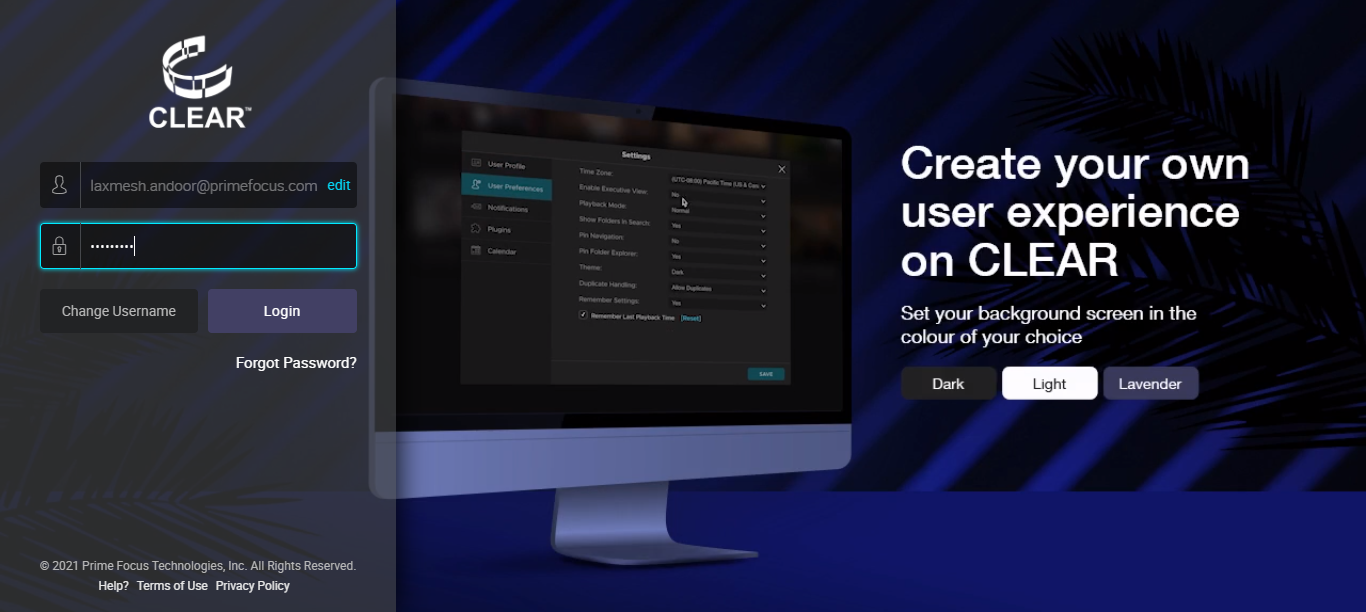 CLEAR™
laxmesh.andoor@primefocus.com edit
•••••••••
Change Username
Login
Forgot Password?
© 2021 Prime Focus Technologies, Inc. All Rights Reserved.
Help? Terms of Use Privacy Policy
Settings
User Profile
User Preferences
Notifications
Plugins
Calendar
Time Zone: (UTC-08:00) Pacific Time (US & Can
Enable Executive View: No
Playback Mode: Normal
Show Folders in Search: Yes
Pin Navigation: No
Pin Folder Explorer: Yes
Theme: Dark
Duplicate Handling: Allow Duplicates
Remember Settings: Yes
Remember Last Playback Time [Reset]
SAVE
Create your own
user experience
on CLEAR
Set your background screen in the
colour of your choice
Dark
Light
Lavender